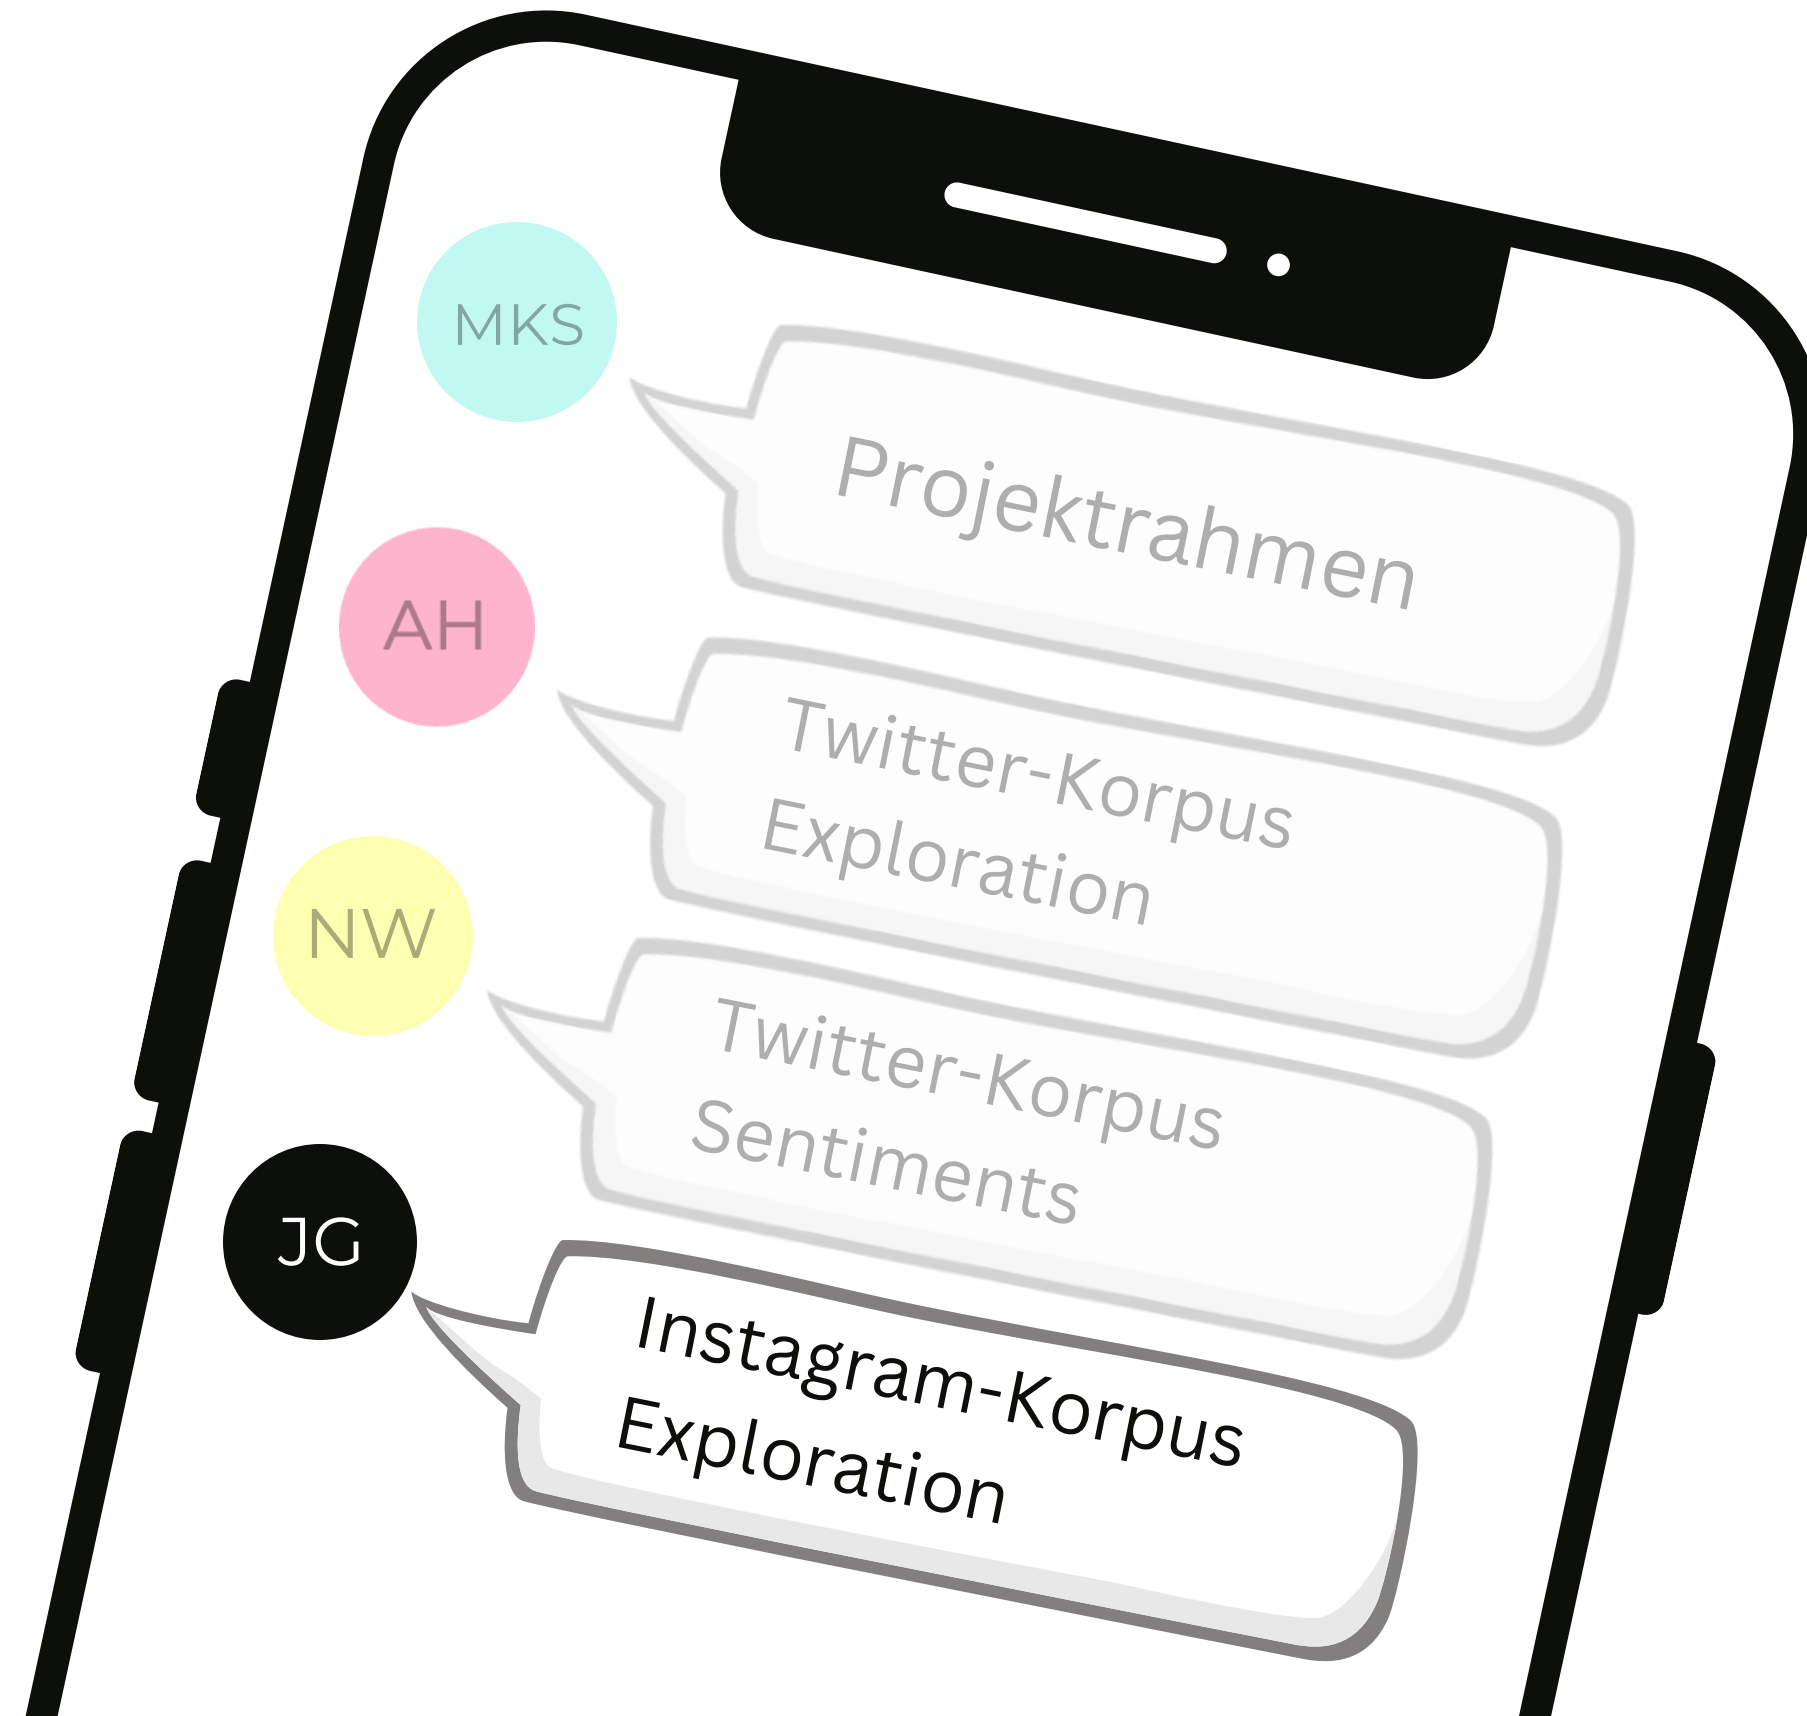 MKS
Projektrahmen
AH
Twitter-Korpus
Exploration
NW
Twitter-Korpus
Sentiments
JG
Instagram-Korpus
Exploration